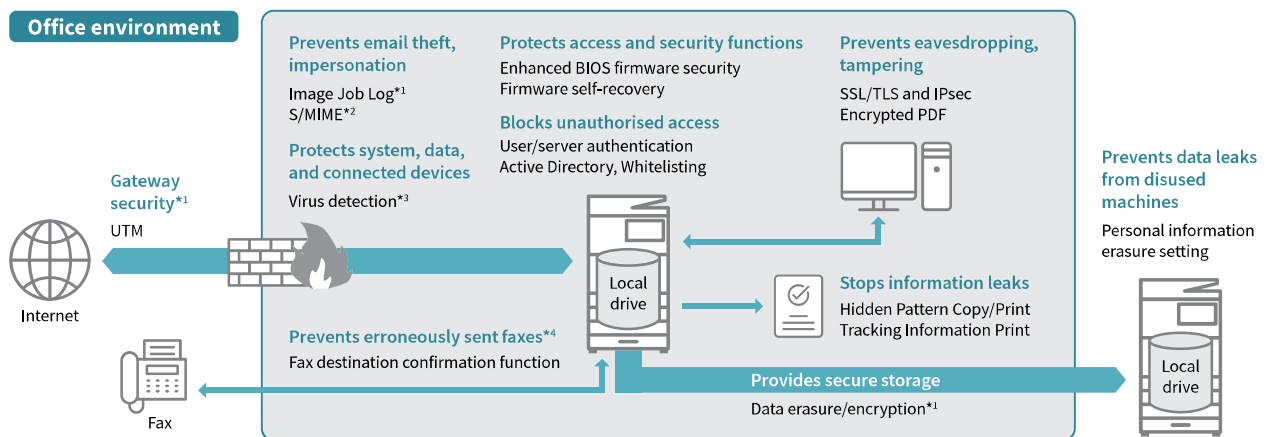 Office environment
Prevents email theft,
impersonation
Image Job Log*1
S/MIME*2
Protects system, data,
and connected devices
Virus detection*3
Protects access and security functions
Enhanced BIOS firmware security
Firmware self-recovery
Blocks unauthorised access
User/server authentication
Active Directory, Whitelisting
Prevents eavesdropping,
tampering
SSL/TLS and IPsec
Encrypted PDF
Prevents data leaks
from disused
machines
Personal information
erasure setting
Gateway
security*1
UTM
Internet
Local
drive
Stops information leaks
Hidden Pattern Copy/Print
Tracking Information Print
Prevents erroneously sent faxes*4
Fax destination confirmation function
Fax
Provides secure storage
Data erasure/encryption*1
Local
drive